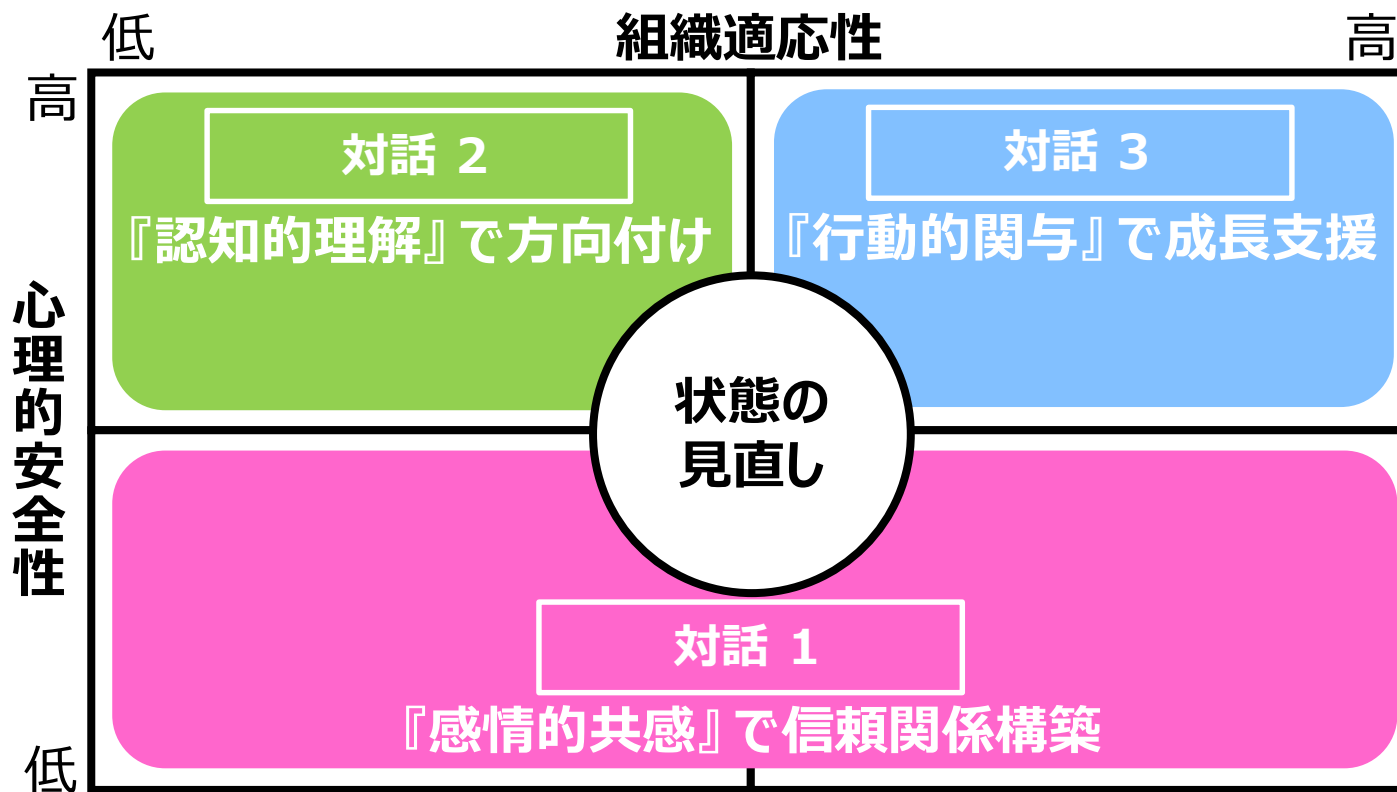 低
組織適応性
高
高
対話 2
『認知的理解』で方向付け
対話 3
『行動的関与』で成長支援
心理的安全性
状態の
見直し
対話 1
『感情的共感』で信頼関係構築
低